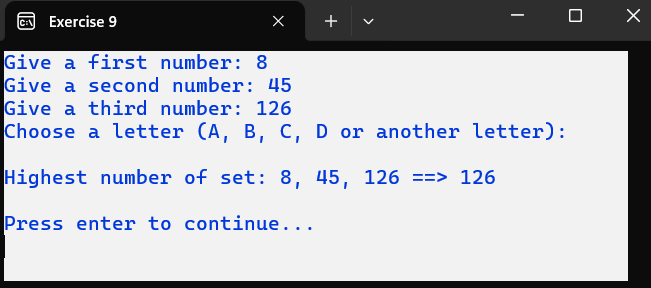 Exercise 9
Give a first number: 8
Give a second number: 45
Give a third number: 126
Choose a letter (A, B, C, D or another letter):
Highest number of set: 8, 45, 126 ==> 126
Press enter to continue...